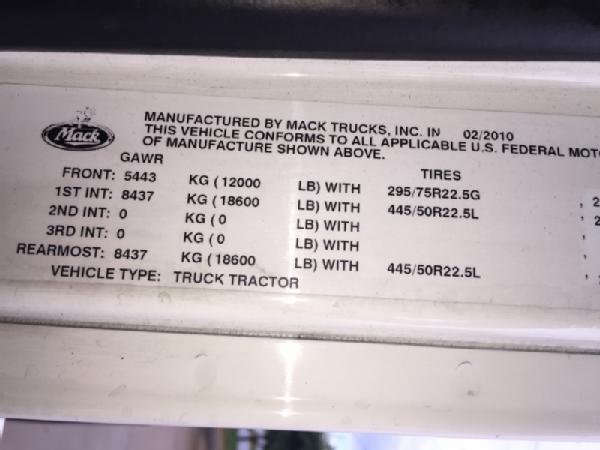 Mack
MANUFACTURED BY MACK TRUCKS, INC. IN 02/2010
THIS VEHICLE CONFORMS TO ALL APPLICABLE U.S. FEDERAL MOTO
OF MANUFACTURE SHOWN ABOVE.
GAWR TIRES
FRONT: 5443 KG (12000 LB) WITH 295/75R22.5G
1ST INT: 8437 KG (18600 LB) WITH 445/50R22.5L , 2
2ND INT: 0 KG (0 LB) WITH , 2
3RD INT: 0 KG (0 LB) WITH ,
REARMOST: 8437 KG (18600 LB) WITH 445/50R22.5L ,
VEHICLE TYPE: TRUCK TRACTOR